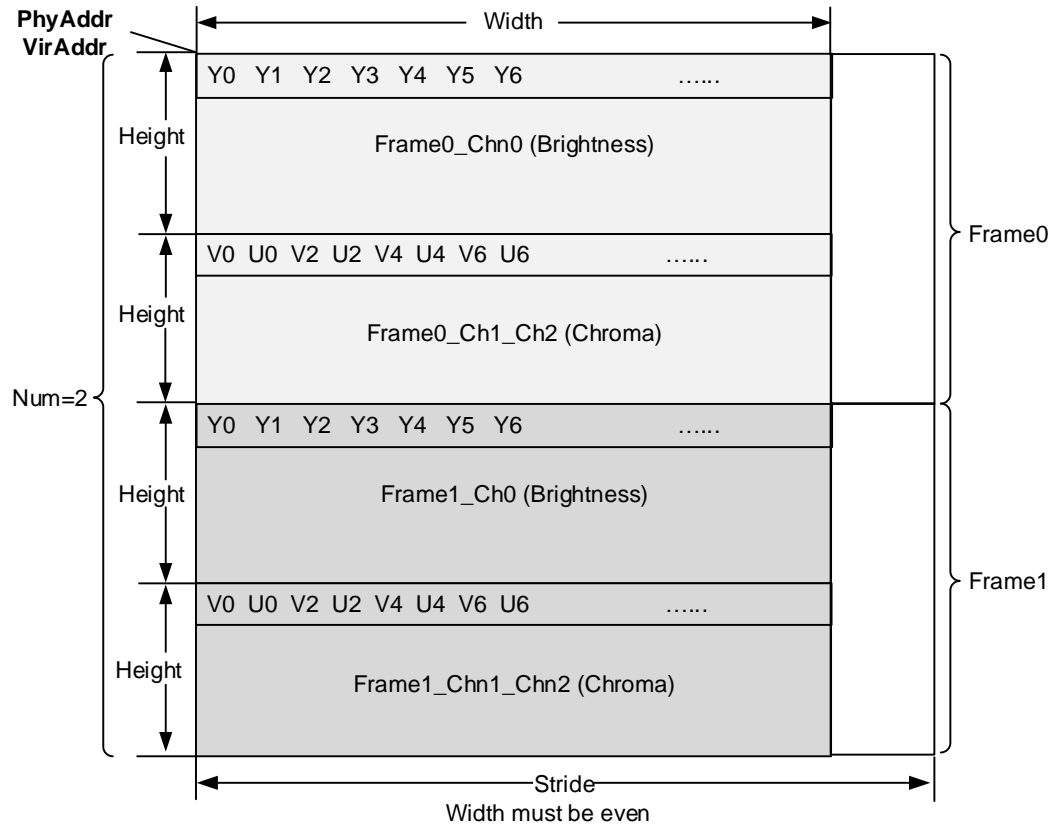 PhyAddr
VirAddr
Width
Y0 Y1 Y2 Y3 Y4 Y5 Y6 ......
Height
Frame0_Chn0 (Brightness)
V0 U0 V2 U2 V4 U4 V6 U6 ......
Frame0
Height
Frame0_Ch1_Ch2 (Chroma)
Num=2
Y0 Y1 Y2 Y3 Y4 Y5 Y6 ......
Height
Frame1_Ch0 (Brightness)
Frame1
V0 U0 V2 U2 V4 U4 V6 U6 ......
Height
Frame1_Chn1_Chn2 (Chroma)
Stride
Width must be even